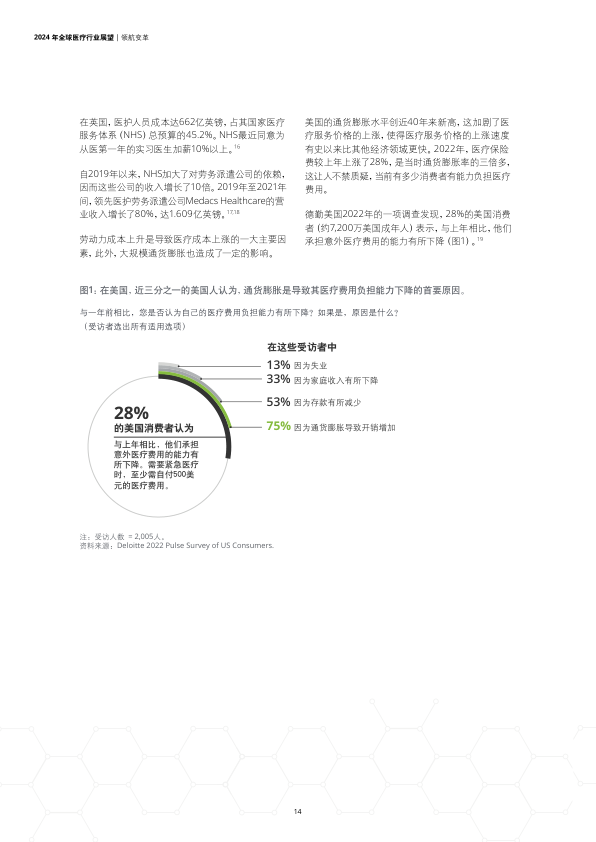 2024 年全球医疗行业展望 | 领航变革
在英国，医护人员成本达662亿英镑，占其国家医疗
服务体系 (NHS) 总预算的45.2%。NHS最近同意为
从医第一年的实习医生加薪10%以上。16
自2019年以来，NHS加大了对劳务派遣公司的依赖，
因而这些公司的收入增长了10倍。2019年至2021年
间，领先医护劳务派遣公司Medacs Healthcare的营
业收入增长了80%，达1.609亿英镑。17,18
劳动力成本上升是导致医疗成本上涨的一大主要因
素，此外，大规模通货膨胀也造成了一定的影响。
美国的通货膨胀水平创近40年来新高，这加剧了医
疗服务价格的上涨，使得医疗服务价格的上涨速度
有史以来比其他经济领域更快。2022年，医疗保险
费较上年上涨了28%，是当时通货膨胀率的三倍多，
这让人不禁质疑，当前有多少消费者有能力负担医疗
费用。
德勤美国2022年的一项调查发现，28%的美国消费
者 (约7,200万美国成年人) 表示，与上年相比，他们
承担意外医疗费用的能力有所下降 (图1) 。19
图1：在美国，近三分之一的美国人认为，通货膨胀是导致其医疗费用负担能力下降的首要原因。
与一年前相比，您是否认为自己的医疗费用负担能力有所下降？如果是，原因是什么？
（受访者选出所有适用选项）
在这些受访者中
13% 因为失业
33% 因为家庭收入有所下降
53% 因为存款有所减少
75% 因为通货膨胀导致开销增加
28%
的美国消费者认为
与上年相比，他们承担
意外医疗费用的能力有
所下降。需要紧急医疗
时，至少需自付500美
元的医疗费用。
注：受访人数 = 2,005人。
资料来源：Deloitte 2022 Pulse Survey of US Consumers.
14